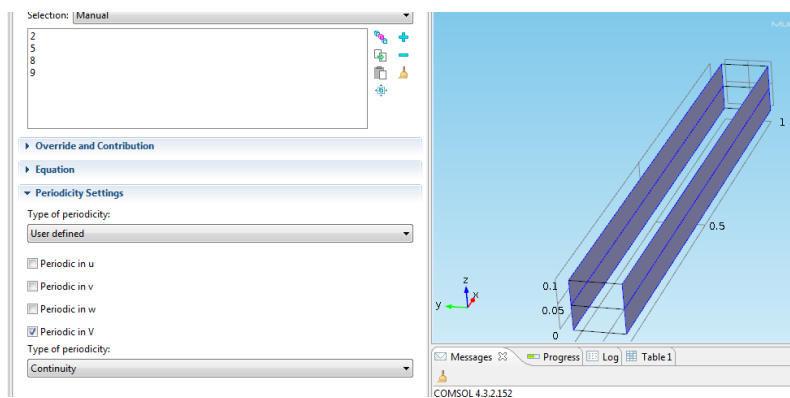 Selection: Manual
2
5
8
9
Override and Contribution
Equation
Periodicity Settings
Type of periodicity:
User defined
Periodic in u
Periodic in v
Periodic in w
Periodic in V
Type of periodicity:
Continuity
1
0.5
0.1
0.05
0
z
y
x
Messages Progress Log Table 1
COMSOL 4.3.2.152